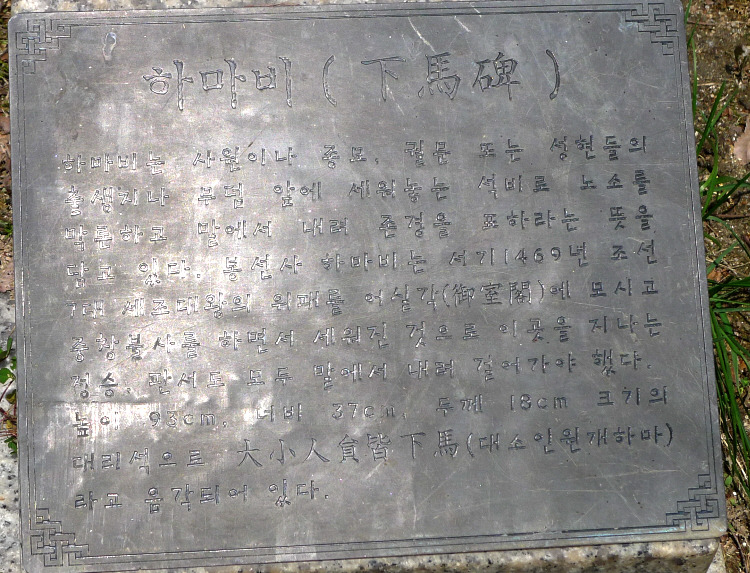 하마비(下馬碑)
하마비는 사원이나 종묘, 궐문 또는 성현들의
출생지나 무덤 앞에 세워놓는 석비로 노소를
막론하고 말에서 내려 존경을 표하라는 뜻을
담고 있다. 봉선사 하마비는 서기1469년 조선
7대 세조대왕의 위패를 어실각(御室閣)에 모시고
중창불사를 하면서 세워진 것으로 이곳을 지나는
정승, 판서도 모두 말에서 내려 걸어가야 했다.
높이 93cm, 너비 37cm, 두께 18cm 크기의
대리석으로 大小人員皆下馬(대소인원개하마)
라고 음각되어 있다.